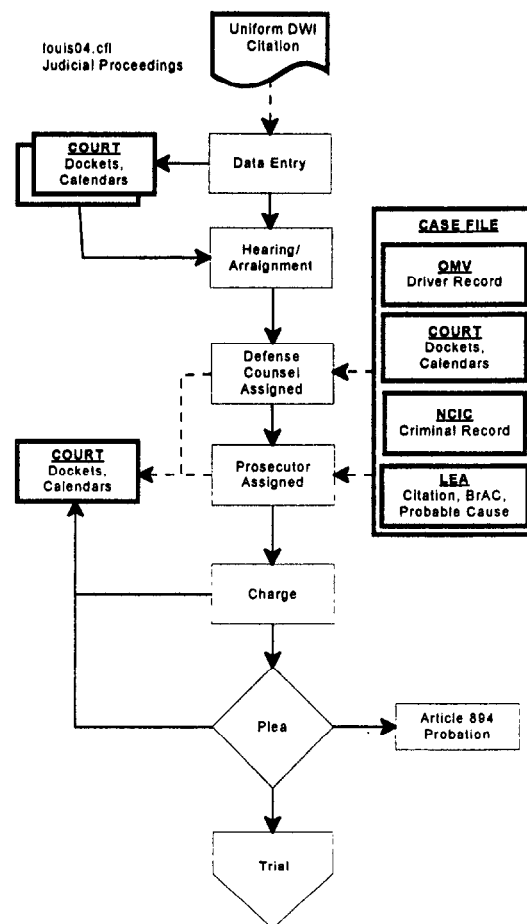 louis04.cfl
Judicial Proceedings
Uniform DWI
Citation
COURT
Dockets,
Calendars
Data Entry
Hearing/
Arraignment
CASE FILE
OMV
Driver Record
COURT
Dockets,
Calendars
NCIC
Criminal Record
LEA
Citation, BrAC,
Probable Cause
Defense
Counsel
Assigned
COURT
Dockets,
Calendars
Prosecutor
Assigned
Charge
Plea
Article 894
Probation
Trial